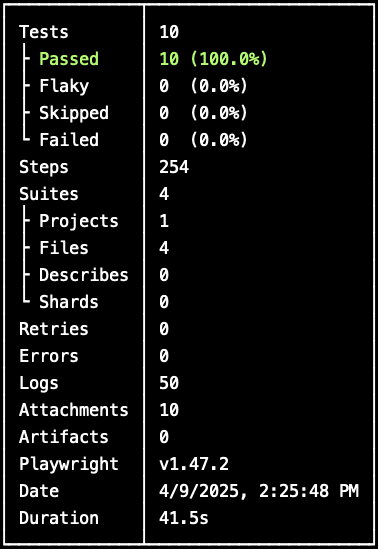 Tests 10
├ Passed 10 (100.0%)
├ Flaky 0 (0.0%)
├ Skipped 0 (0.0%)
└ Failed 0 (0.0%)
Steps 254
Suites 4
├ Projects 1
├ Files 4
├ Describes 0
└ Shards 0
Retries 0
Errors 0
Logs 50
Attachments 10
Artifacts 0
Playwright v1.47.2
Date 4/9/2025, 2:25:48 PM
Duration 41.5s